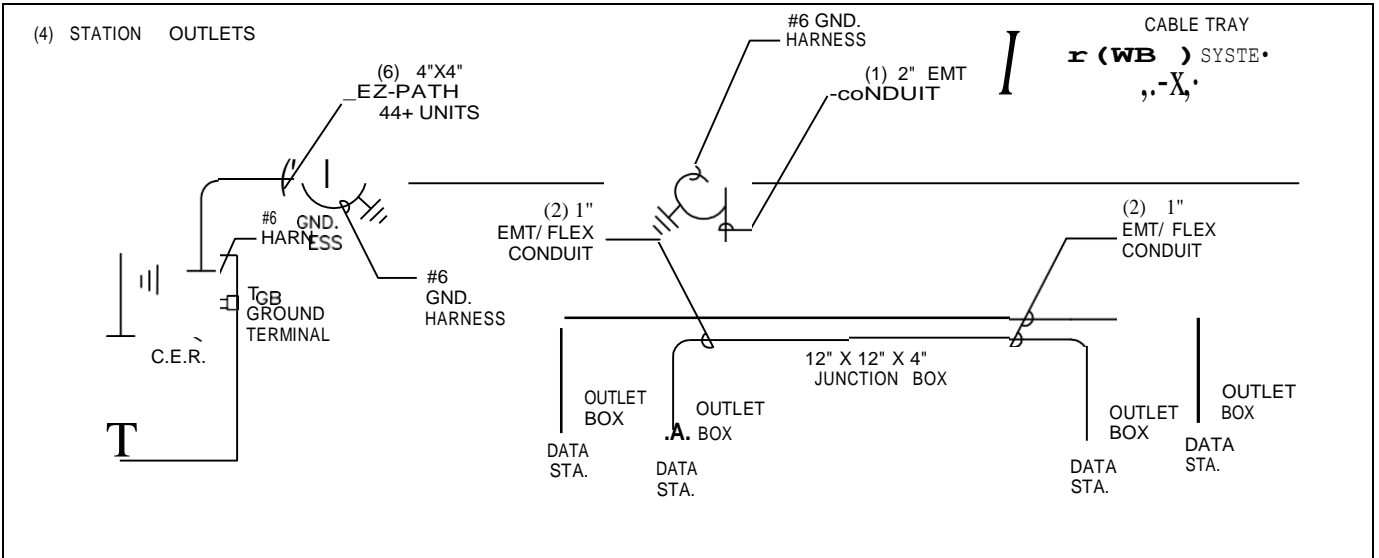 (4) STATION OUTLETS
#6 GND.
HARNESS
CABLE TRAY
r (WB ) SYSTE·
,.-X,·
I
(6) 4"X4"
_EZ-PATH
44+ UNITS
(1) 2" EMT
-coNDUIT
#6 GND.
HARNESS
(2) 1"
EMT/ FLEX
CONDUIT
(2) 1"
EMT/ FLEX
CONDUIT
#6
GND.
HARNESS
TGB
GROUND
TERMINAL
C.E.R.
T
12" X 12" X 4"
JUNCTION BOX
OUTLET
BOX
DATA
STA.
OUTLET
.A. BOX
DATA
STA.
OUTLET
BOX
DATA
STA.
OUTLET
BOX
DATA
STA.